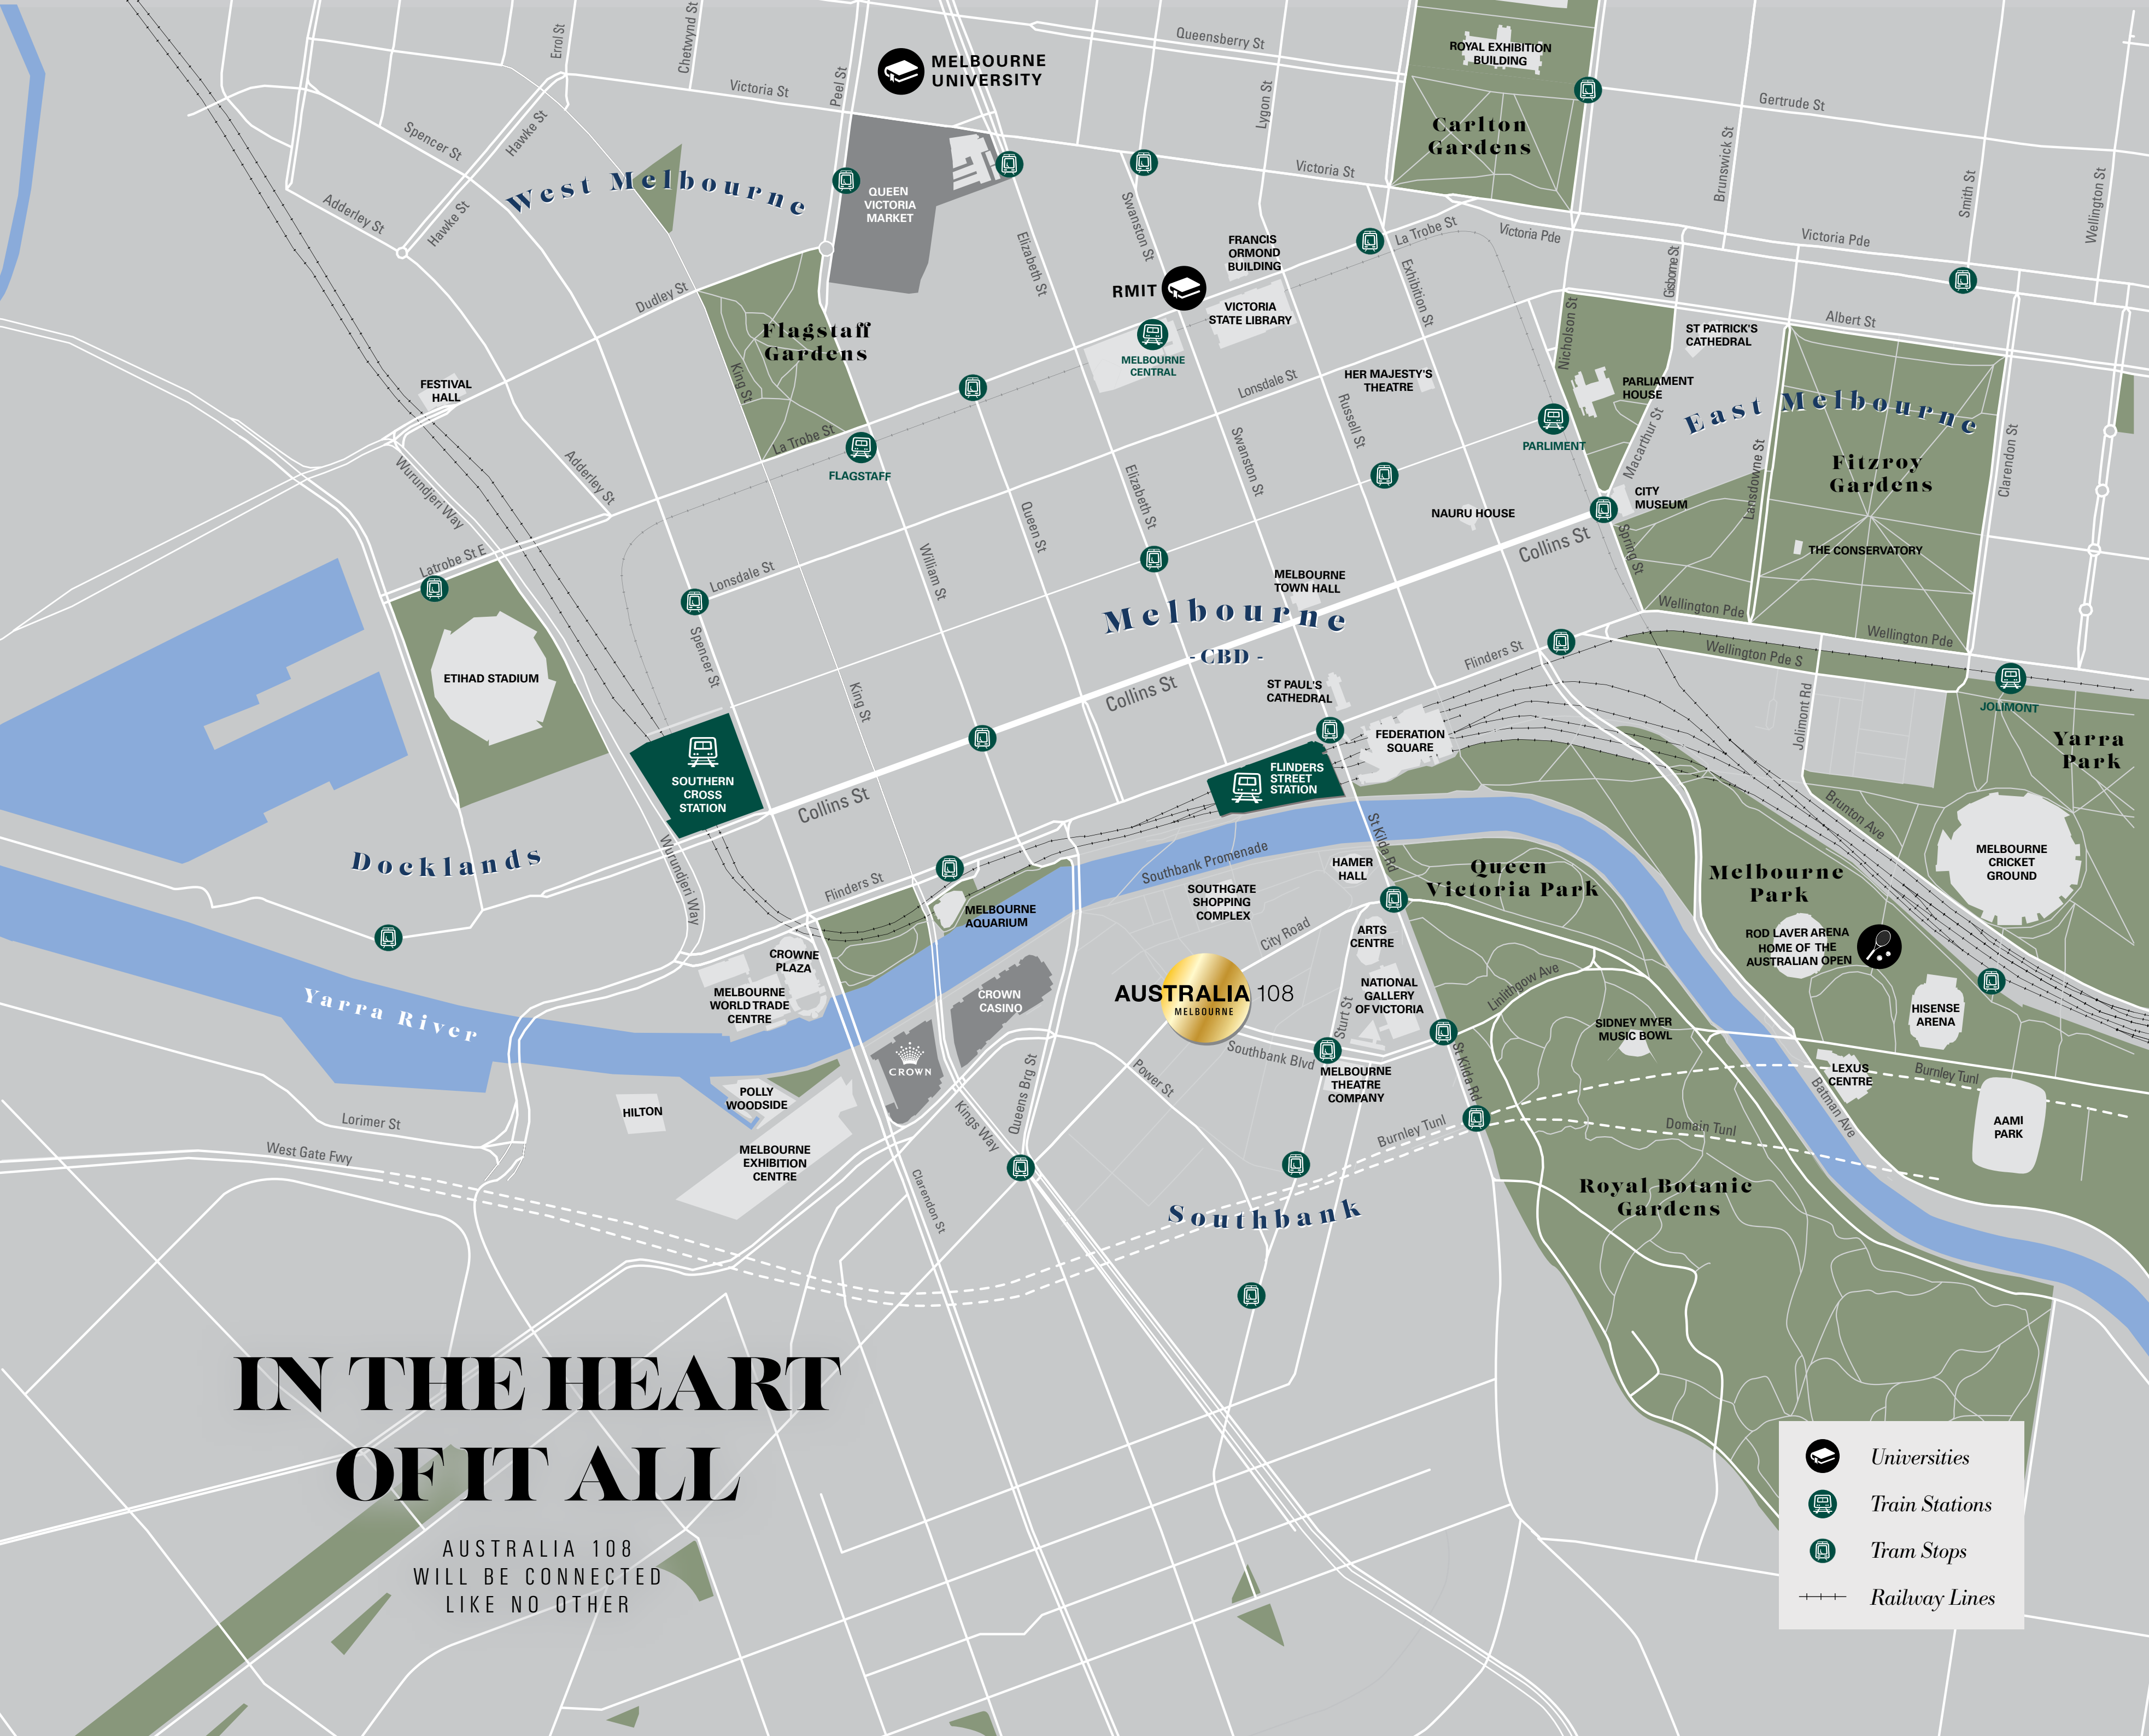 Errol St
Chetwynd St
Queensberry St
ROYAL EXHIBITION
BUILDING
MELBOURNE
UNIVERSITY
Peel St
Victoria St
Lygon St
Gertrude St
Spencer St
Hawke St
Carlton
Gardens
Brunswick St
Smith St
Wellington St
Victoria St
West Melbourne
QUEEN
VICTORIA
MARKET
Adderley St
Hawke St
Swanston St
Elizabeth St
FRANCIS
ORMOND
BUILDING
La Trobe St
Victoria Pde
Victoria Pde
Gisborne St
Exhibition St
RMIT
VICTORIA
STATE LIBRARY
Dudley St
Flagstaff
Gardens
Nicholson St
Albert St
ST PATRICK'S
CATHEDRAL
MELBOURNE
CENTRAL
King St
Lonsdale St
HER MAJESTY'S
THEATRE
PARLIAMENT
HOUSE
FESTIVAL
HALL
East Melbourne
Russell St
Macarthur St
La Trobe St
FLAGSTAFF
PARLIMENT
Swanston St
Lansdowne St
Fitzroy
Gardens
Clarendon St
Wurundjeri Way
Adderley St
Elizabeth St
Queen St
CITY
MUSEUM
NAURU HOUSE
Collins St
Spring St
THE CONSERVATORY
Latrobe St E
Lonsdale St
William St
MELBOURNE
TOWN HALL
Melbourne
- CBD -
Wellington Pde
Wellington Pde
Wellington Pde S
Flinders St
Spencer St
ETIHAD STADIUM
King St
Collins St
ST PAUL'S
CATHEDRAL
Jolimont Rd
JOLIMONT
FEDERATION
SQUARE
Yarra
Park
SOUTHERN
CROSS
STATION
FLINDERS
STREET
STATION
Collins St
Brunton Ave
St Kilda Rd
Docklands
Wurundjeri Way
Flinders St
Southbank Promenade
HAMER
HALL
Queen
Victoria Park
Melbourne
Park
MELBOURNE
CRICKET
GROUND
SOUTHGATE
SHOPPING
COMPLEX
MELBOURNE
AQUARIUM
City Road
ARTS
CENTRE
ROD LAVER ARENA
HOME OF THE
AUSTRALIAN OPEN
CROWNE
PLAZA
MELBOURNE
WORLD TRADE
CENTRE
CROWN
CASINO
AUSTRALIA 108
MELBOURNE
NATIONAL
GALLERY
OF VICTORIA
Linlithgow Ave
Sturt St
HISENSE
ARENA
Yarra River
SIDNEY MYER
MUSIC BOWL
CROWN
Southbank Blvd
Power St
St Kilda Rd
MELBOURNE
THEATRE
COMPANY
LEXUS
CENTRE
Burnley Tunl
Batman Ave
POLLY
WOODSIDE
HILTON
Queens Brg St
Kings Way
Lorimer St
West Gate Fwy
MELBOURNE
EXHIBITION
CENTRE
Burnley Tunl
Domain Tunl
AAMI
PARK
Clarendon St
Royal Botanic
Gardens
Southbank
IN THE HEART
OF IT ALL
AUSTRALIA 108
WILL BE CONNECTED
LIKE NO OTHER
Universities
Train Stations
Tram Stops
Railway Lines